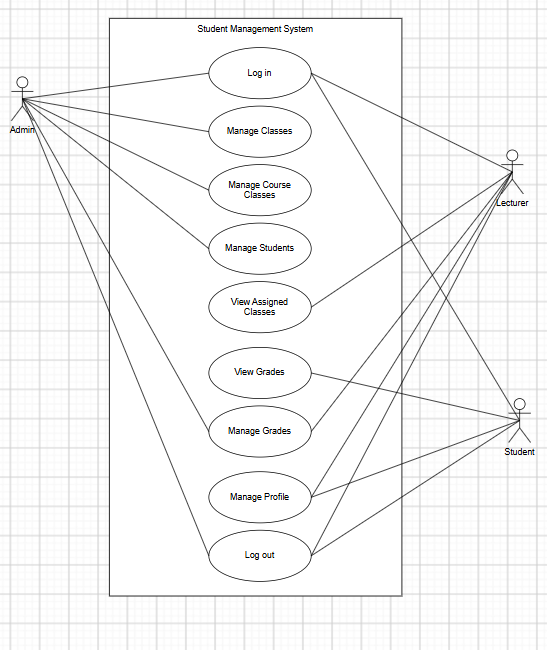 Student Management System
Log in
Manage Classes
Admin
Manage Course
Classes
Lecturer
Manage Students
View Assigned
Classes
View Grades
Manage Grades
Student
Manage Profile
Log out